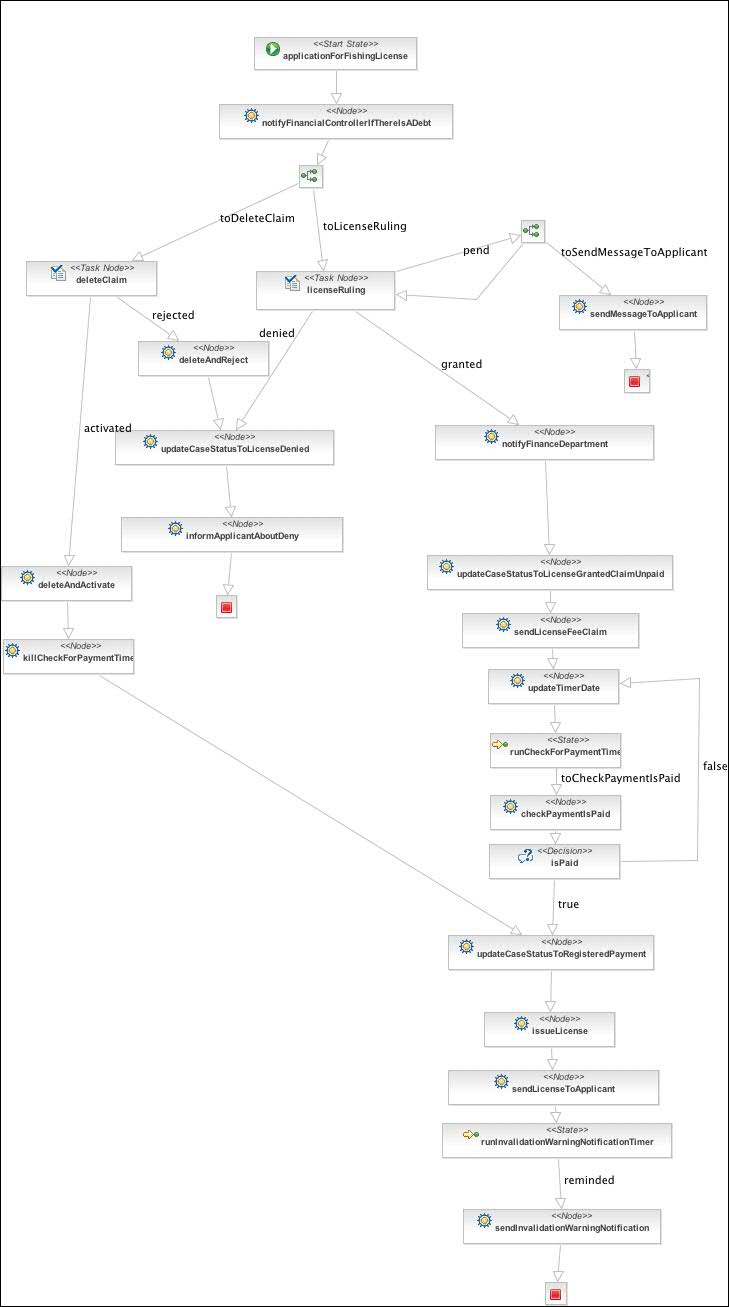 <<Start State>>
applicationForFishingLicense
<<Node>>
notifyFinancialControllerIfThereIsADebt
toDeleteClaim
toLicenseRuling
pend
toSendMessageToApplicant
<<Task Node>>
deleteClaim
<<Task Node>>
licenseRuling
<<Node>>
sendMessageToApplicant
rejected
denied
<<Node>>
deleteAndReject
granted
<
activated
<<Node>>
updateCaseStatusToLicenseDenied
<<Node>>
notifyFinanceDepartment
<<Node>>
informApplicantAboutDeny
<<Node>>
deleteAndActivate
<<Node>>
updateCaseStatusToLicenseGrantedClaimUnpaid
<<Node>>
sendLicenseFeeClaim
<<Node>>
killCheckForPaymentTime
<<Node>>
updateTimerDate
<<State>>
runCheckForPaymentTime
toCheckPaymentIsPaid
false
<<Node>>
checkPaymentIsPaid
<<Decision>>
isPaid
true
<<Node>>
updateCaseStatusToRegisteredPayment
<<Node>>
issueLicense
<<Node>>
sendLicenseToApplicant
<<State>>
runInvalidationWarningNotificationTimer
reminded
<<Node>>
sendInvalidationWarningNotification